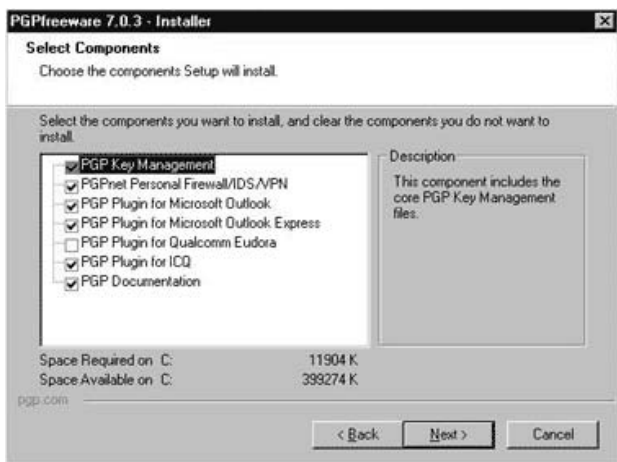 PGPfreeware 7.0.3 - Installer
Select Components
Choose the components Setup will install.
Select the components you want to install, and clear the components you do not want to
install.
PGP Key Management
PGPnet Personal Firewall/IDS/VPN
PGP Plugin for Microsoft Outlook
PGP Plugin for Microsoft Outlook Express
PGP Plugin for Qualcomm Eudora
PGP Plugin for ICQ
PGP Documentation
Description
This component includes the
core PGP Key Management
files.
Space Required on C: 11904 K
Space Available on C: 399274 K
pgp.com
< Back Next > Cancel